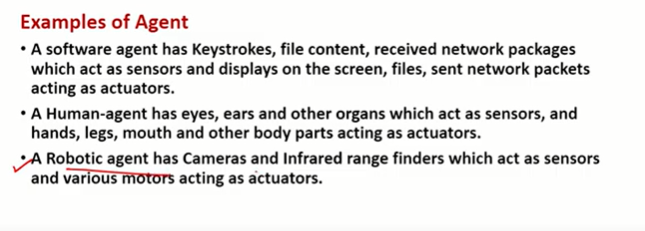 Examples of Agent
• A software agent has Keystrokes, file content, received network packages
which act as sensors and displays on the screen, files, sent network packets
acting as actuators.
• A Human-agent has eyes, ears and other organs which act as sensors, and
hands, legs, mouth and other body parts acting as actuators.
• A Robotic agent has Cameras and Infrared range finders which act as sensors
and various motors acting as actuators.